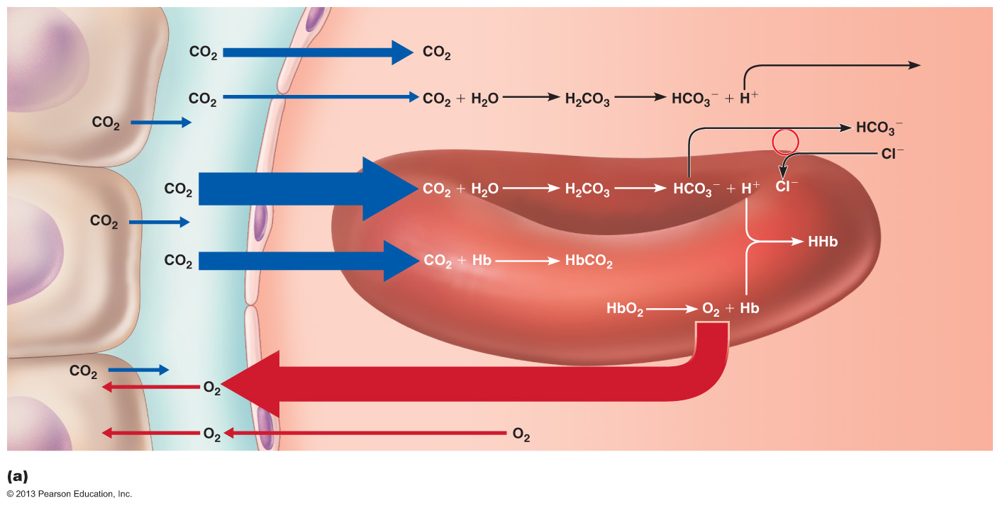 CO₂ CO₂
CO₂ CO₂ + H₂O H₂CO₃ HCO₃⁻ + H⁺
CO₂
HCO₃⁻
Cl⁻
CO₂ CO₂ + H₂O H₂CO₃ HCO₃⁻ + H⁺ Cl⁻
CO₂
HHb
CO₂ CO₂ + Hb HbCO₂
HbO₂ O₂ + Hb
CO₂
O₂
O₂ O₂
(a)
© 2013 Pearson Education, Inc.